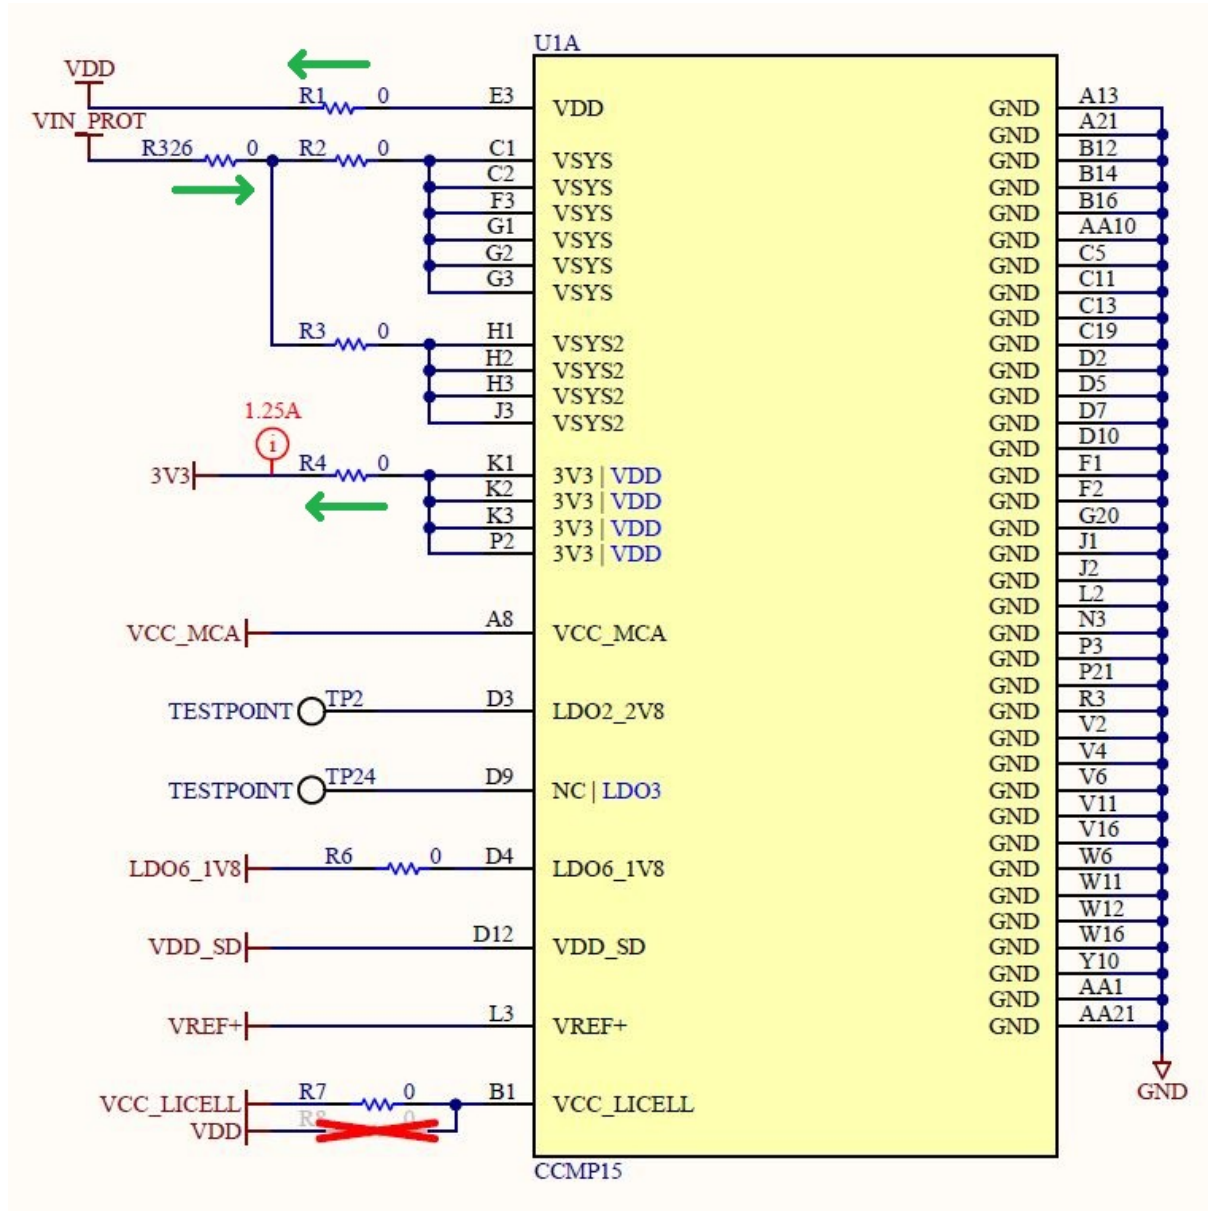 U1A
VDD
R1 0 E3 VDD GND A13
VIN_PROT
GND A21
R326 0 R2 0 C1 VSYS GND B12
C2 VSYS GND B14
F3 VSYS GND B16
G1 VSYS GND AA10
G2 VSYS GND C5
G3 VSYS GND C11
GND C13
R3 0 H1 VSYS2 GND C19
H2 VSYS2 GND D2
H3 VSYS2 GND D5
J3 VSYS2 GND D7
1.25A
i
GND D10
3V3 R4 0 K1 3V3 | VDD GND F1
K2 3V3 | VDD GND F2
K3 3V3 | VDD GND G20
P2 3V3 | VDD GND J1
GND J2
GND L2
VCC_MCA A8 VCC_MCA GND N3
GND P3
GND P21
TESTPOINT TP2 D3 LDO2_2V8 GND R3
GND V2
GND V4
TESTPOINT TP24 D9 NC | LDO3 GND V6
GND V11
GND V16
LDO6_1V8 R6 0 D4 LDO6_1V8 GND W6
GND W11
GND W12
VDD_SD D12 VDD_SD GND W16
GND Y10
GND AA1
VREF+ L3 VREF+ GND AA21
GND
VCC_LICELL R7 0 B1 VCC_LICELL
VDD R8 0
CCMP15